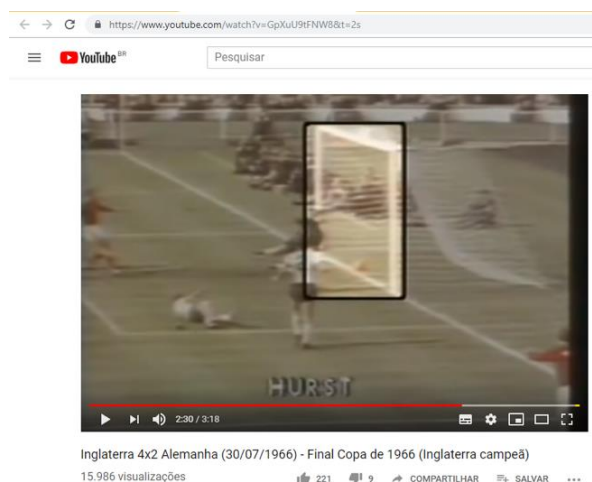 https://www.youtube.com/watch?v=GpXuU9tFNW8&t=2s
YouTube BR
Pesquisar
HURST
2:30 / 3:18
Inglaterra 4x2 Alemanha (30/07/1966) - Final Copa de 1966 (Inglaterra campeã)
15.986 visualizações 221 9 COMPARTILHAR SALVAR ...